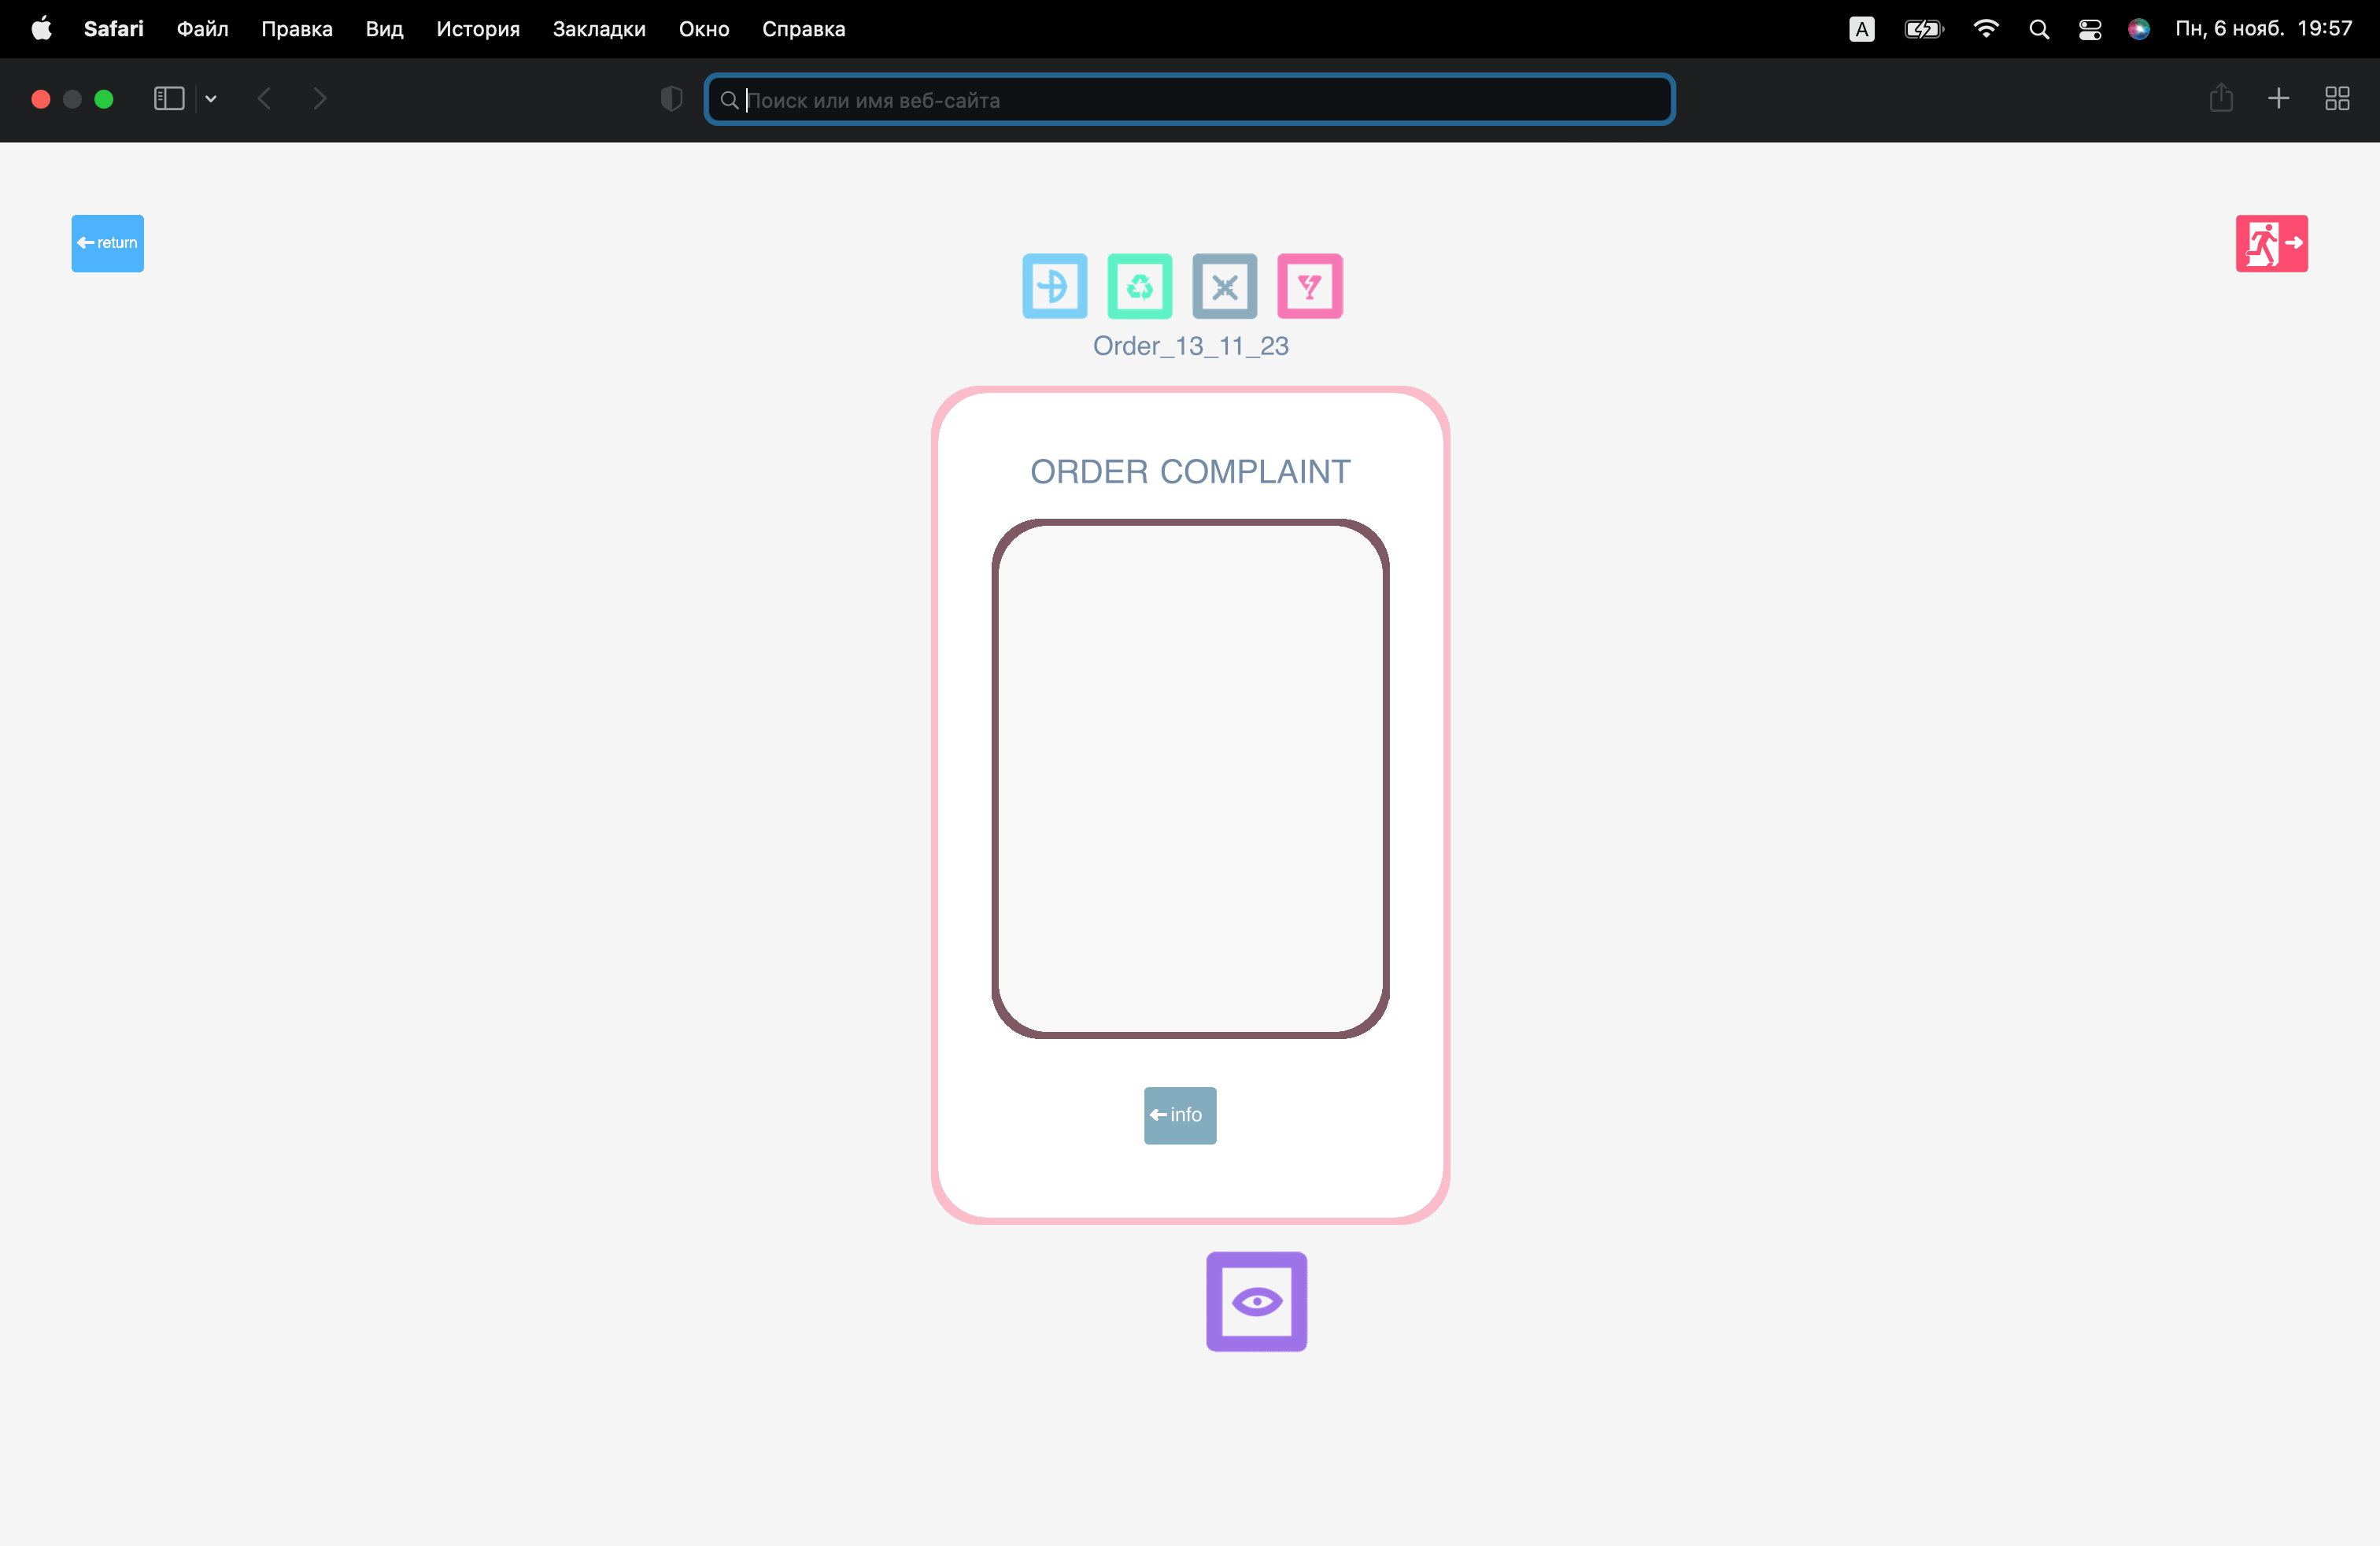 Safari Файл Правка Вид История Закладки Окно Справка A Пн, 6 нояб. 19:57
Поиск или имя веб-сайта
return
Order_13_11_23
ORDER COMPLAINT
info